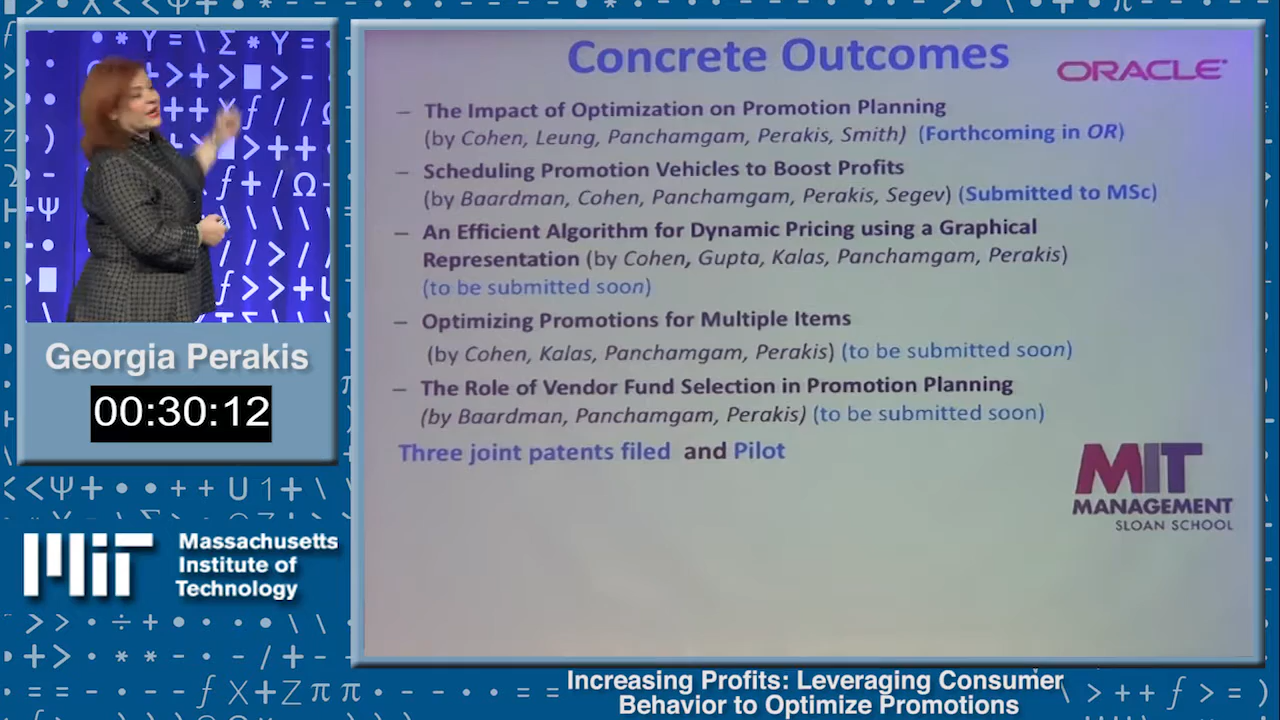 Concrete Outcomes
ORACLE
– The Impact of Optimization on Promotion Planning
(by Cohen, Leung, Panchamgam, Perakis, Smith) (Forthcoming in OR)
– Scheduling Promotion Vehicles to Boost Profits
(by Baardman, Cohen, Panchamgam, Perakis, Segev) (Submitted to MSc)
– An Efficient Algorithm for Dynamic Pricing using a Graphical
Representation (by Cohen, Gupta, Kalas, Panchamgam, Perakis)
(to be submitted soon)
– Optimizing Promotions for Multiple Items
(by Cohen, Kalas, Panchamgam, Perakis) (to be submitted soon)
– The Role of Vendor Fund Selection in Promotion Planning
(by Baardman, Panchamgam, Perakis) (to be submitted soon)
Three joint patents filed and Pilot
MIT
MANAGEMENT
SLOAN SCHOOL
Georgia Perakis
00:30:12
MIT
Massachusetts
Institute of
Technology
Increasing Profits: Leveraging Consumer
Behavior to Optimize Promotions